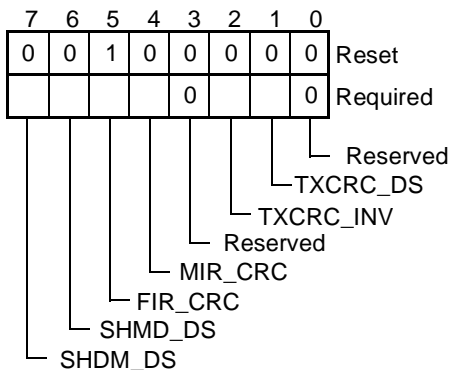 7 6 5 4 3 2 1 0
0 0 1 0 0 0 0 0 Reset
0 0 Required
Reserved
TXCRC_DS
TXCRC_INV
Reserved
MIR_CRC
FIR_CRC
SHMD_DS
SHDM_DS